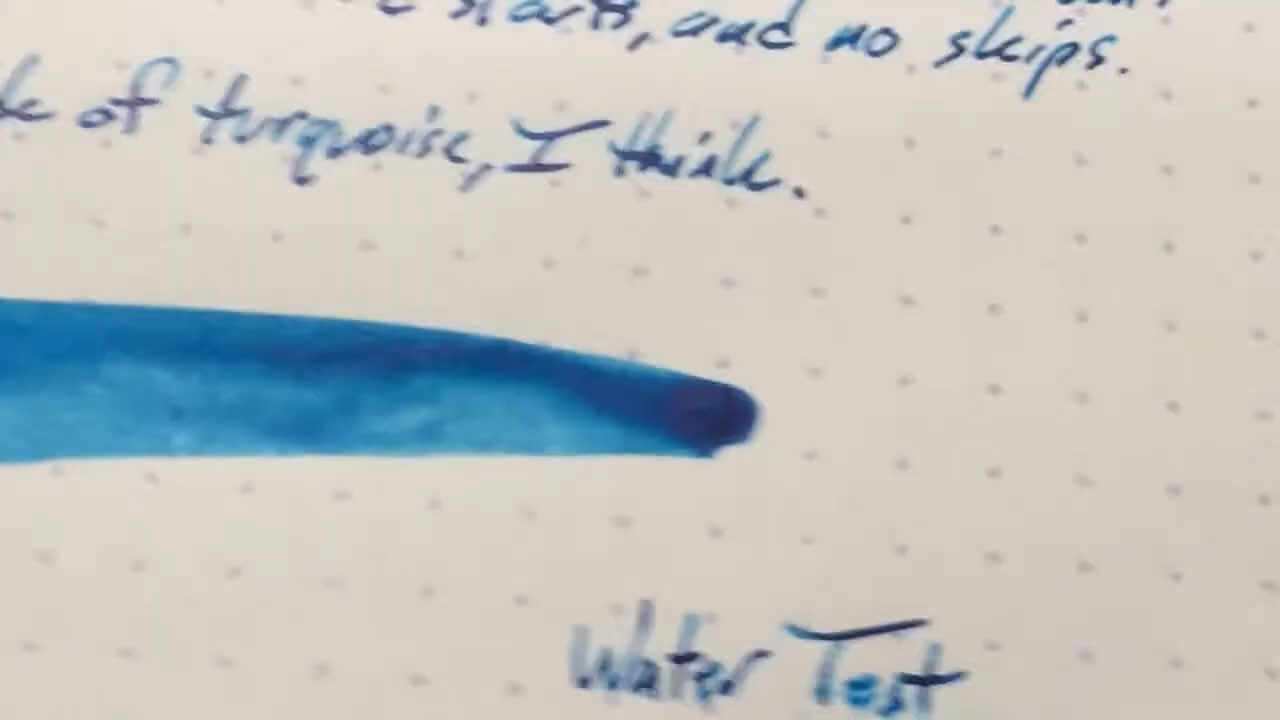 starts, and no skips.
of turquoise, I think.
Water Test